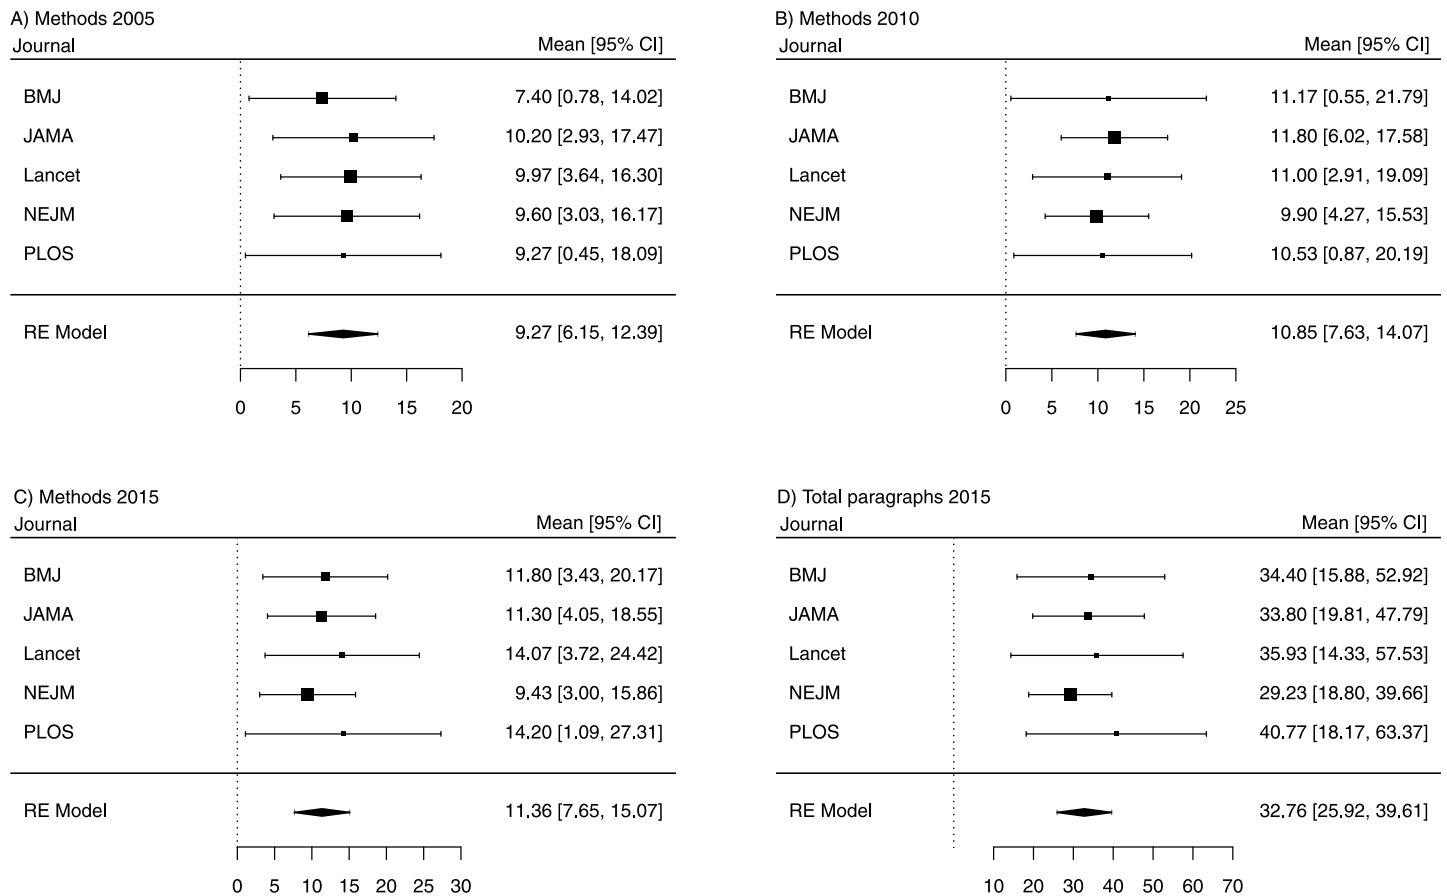 A) Methods 2005
Journal Mean [95% CI]
BMJ 7.40 [0.78, 14.02]
JAMA 10.20 [2.93, 17.47]
Lancet 9.97 [3.64, 16.30]
NEJM 9.60 [3.03, 16.17]
PLOS 9.27 [0.45, 18.09]
RE Model 9.27 [6.15, 12.39]
0 5 10 15 20
B) Methods 2010
Journal Mean [95% CI]
BMJ 11.17 [0.55, 21.79]
JAMA 11.80 [6.02, 17.58]
Lancet 11.00 [2.91, 19.09]
NEJM 9.90 [4.27, 15.53]
PLOS 10.53 [0.87, 20.19]
RE Model 10.85 [7.63, 14.07]
0 5 10 15 20 25
C) Methods 2015
Journal Mean [95% CI]
BMJ 11.80 [3.43, 20.17]
JAMA 11.30 [4.05, 18.55]
Lancet 14.07 [3.72, 24.42]
NEJM 9.43 [3.00, 15.86]
PLOS 14.20 [1.09, 27.31]
RE Model 11.36 [7.65, 15.07]
0 5 10 15 20 25 30
D) Total paragraphs 2015
Journal Mean [95% CI]
BMJ 34.40 [15.88, 52.92]
JAMA 33.80 [19.81, 47.79]
Lancet 35.93 [14.33, 57.53]
NEJM 29.23 [18.80, 39.66]
PLOS 40.77 [18.17, 63.37]
RE Model 32.76 [25.92, 39.61]
10 20 30 40 50 60 70